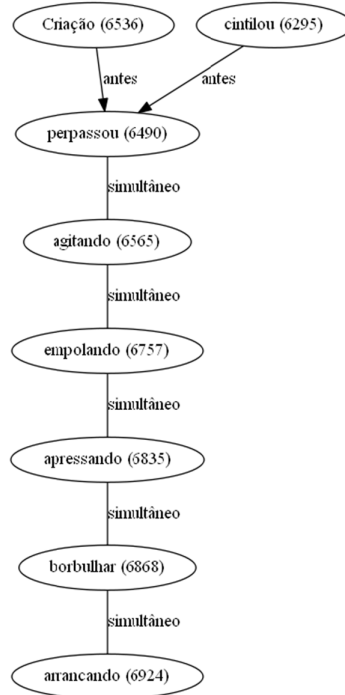 Criação (6536)
cintilou (6295)
antes
antes
perpassou (6490)
simultâneo
agitando (6565)
simultâneo
empolando (6757)
simultâneo
apressando (6835)
simultâneo
borbulhar (6868)
simultâneo
arrancando (6924)